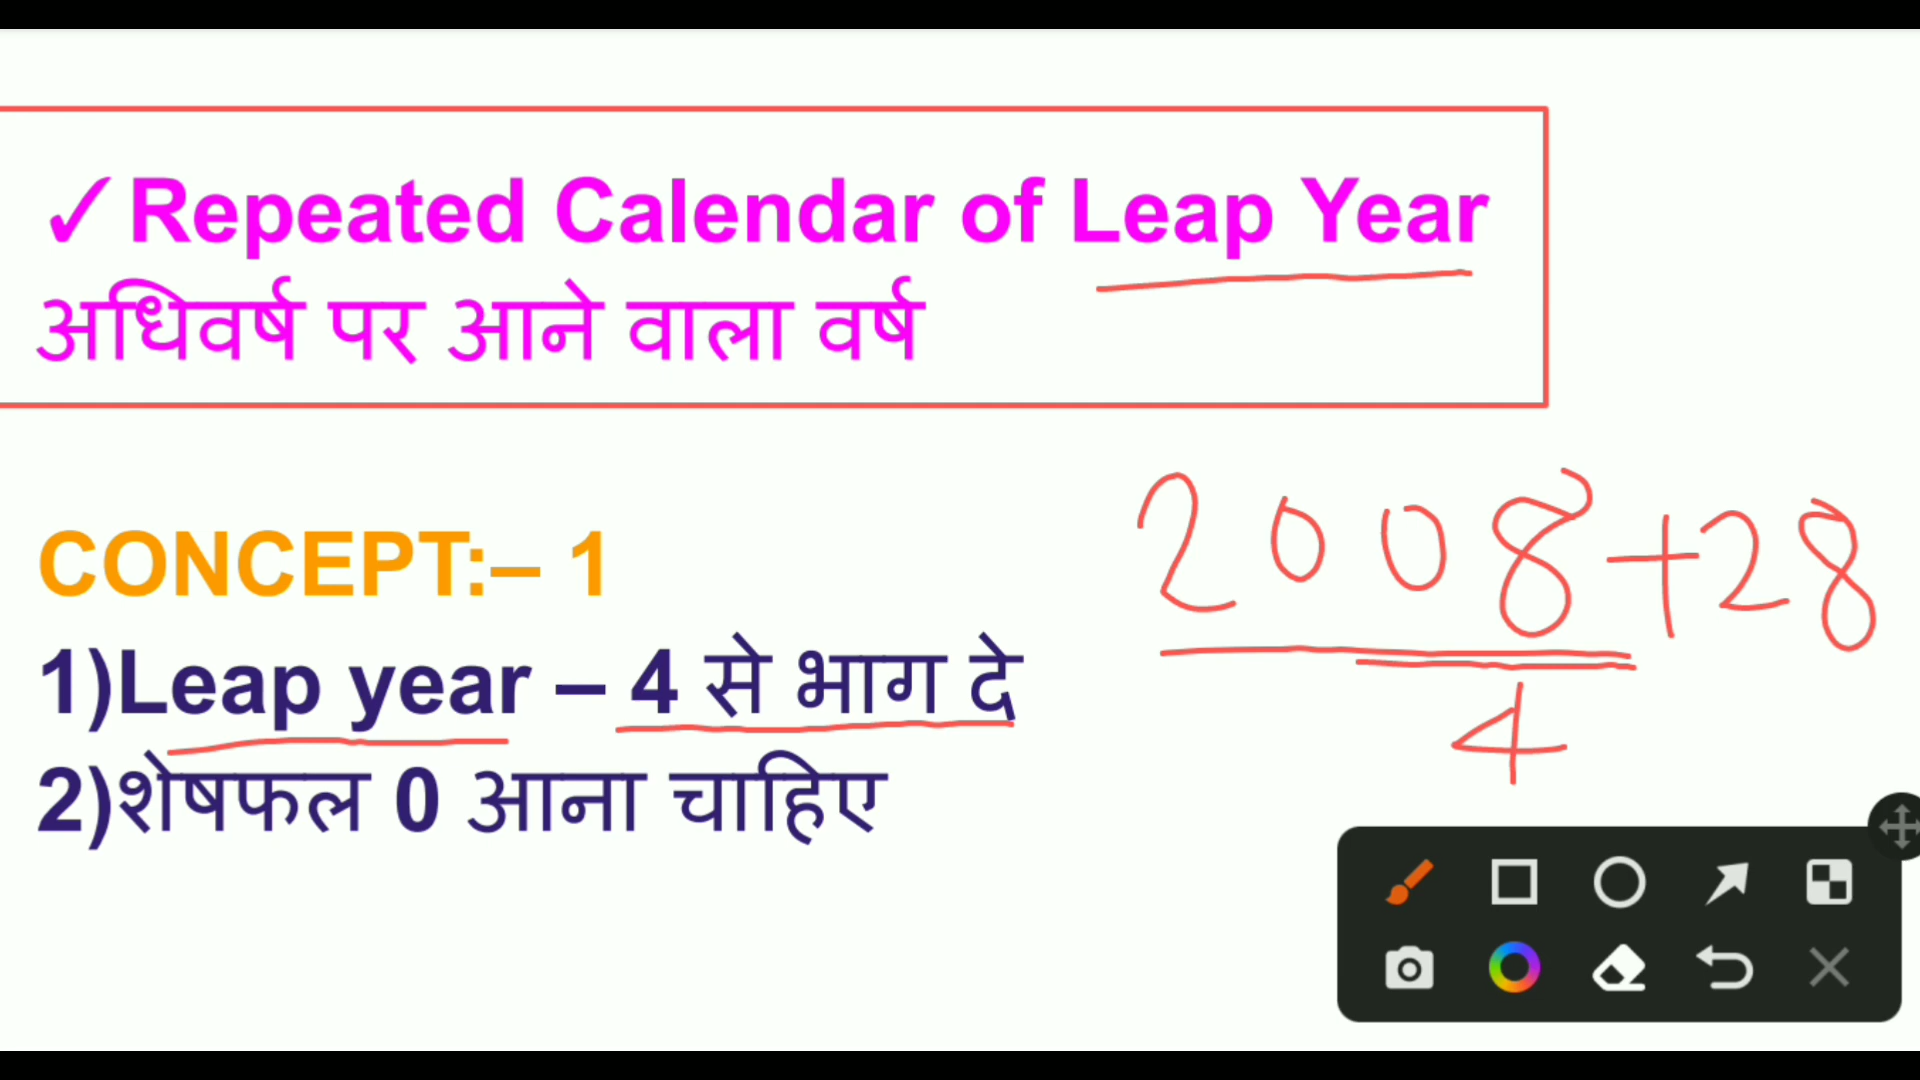 ✓Repeated Calendar of Leap Year
अधिवर्ष पर आने वाला वर्ष
CONCEPT:– 1
1)Leap year – 4 से भाग दे
2)शेषफल 0 आना चाहिए
2008+28
4